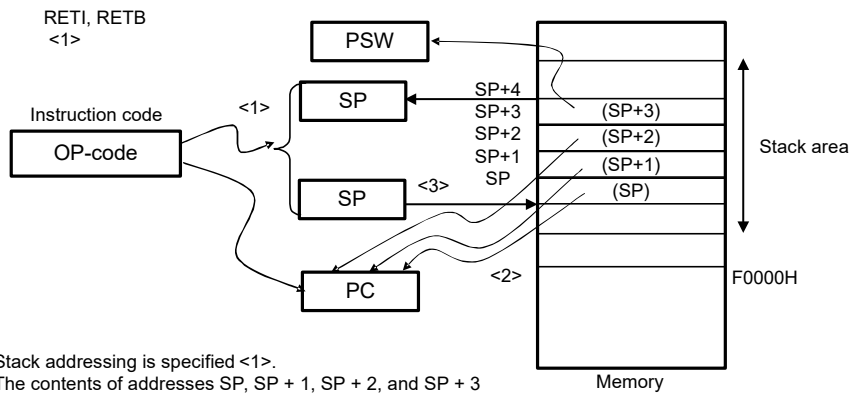 RETI, RETB
<1>
PSW
SP+4
SP
<1>
SP+3
(SP+3)
Instruction code
SP+2
(SP+2)
OP-code
Stack area
SP+1
(SP+1)
SP
<3>
SP
(SP)
<2>
F0000H
PC
Stack addressing is specified <1>.
The contents of addresses SP, SP + 1, SP + 2, and SP + 3
Memory